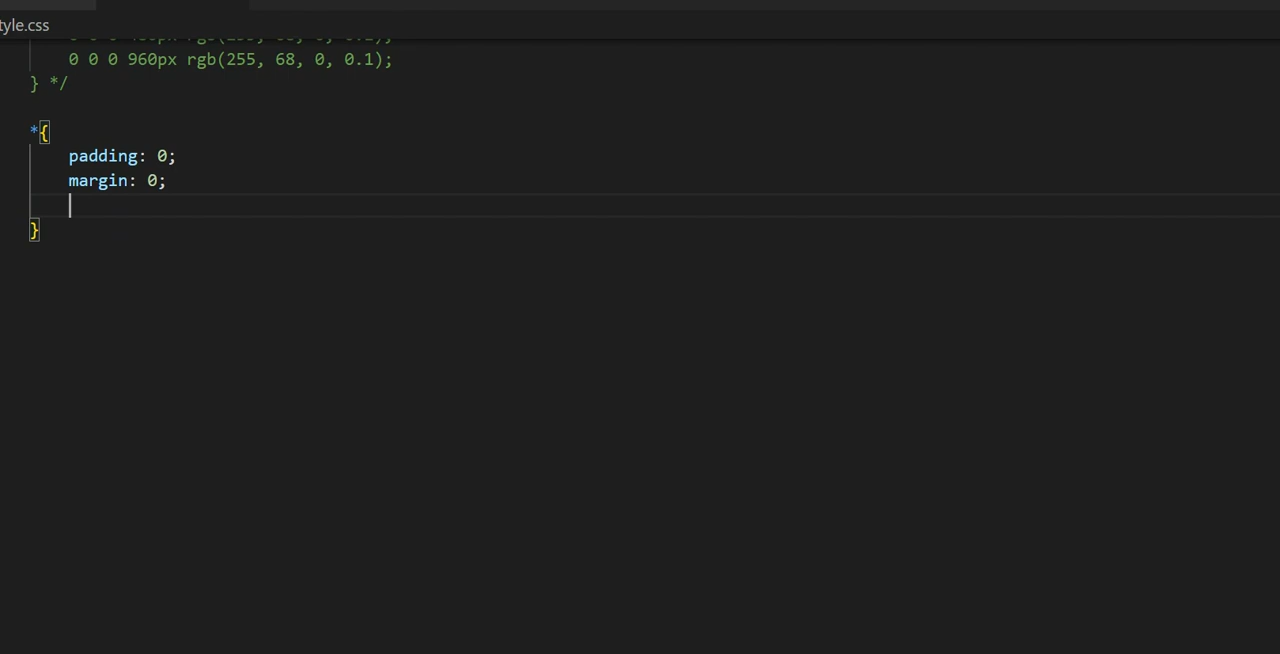 tyle.css
0 0 0 960px rgb(255, 68, 0, 0.1);
} */
*{
padding: 0;
margin: 0;
}